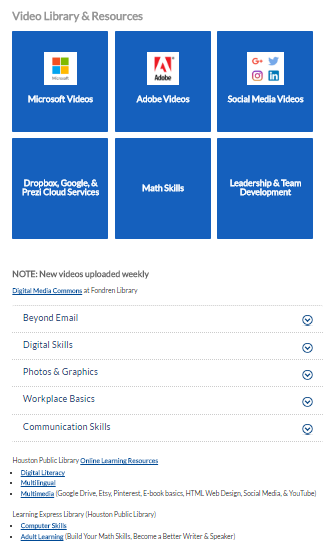 Video Library & Resources
Microsoft
Microsoft Videos
Adobe
Adobe Videos
Social Media Videos
Dropbox, Google, &
Prezi Cloud Services
Math Skills
Leadership & Team
Development
NOTE: New videos uploaded weekly
Digital Media Commons at Fondren Library
Beyond Email
Digital Skills
Photos & Graphics
Workplace Basics
Communication Skills
Houston Public Library Online Learning Resources
Digital Literacy
Multilingual
Multimedia (Google Drive, Etsy, Pinterest, E-book basics, HTML Web Design, Social Media, & YouTube)
Learning Express Library (Houston Public Library)
Computer Skills
Adult Learning (Build Your Math Skills, Become a Better Writer & Speaker)